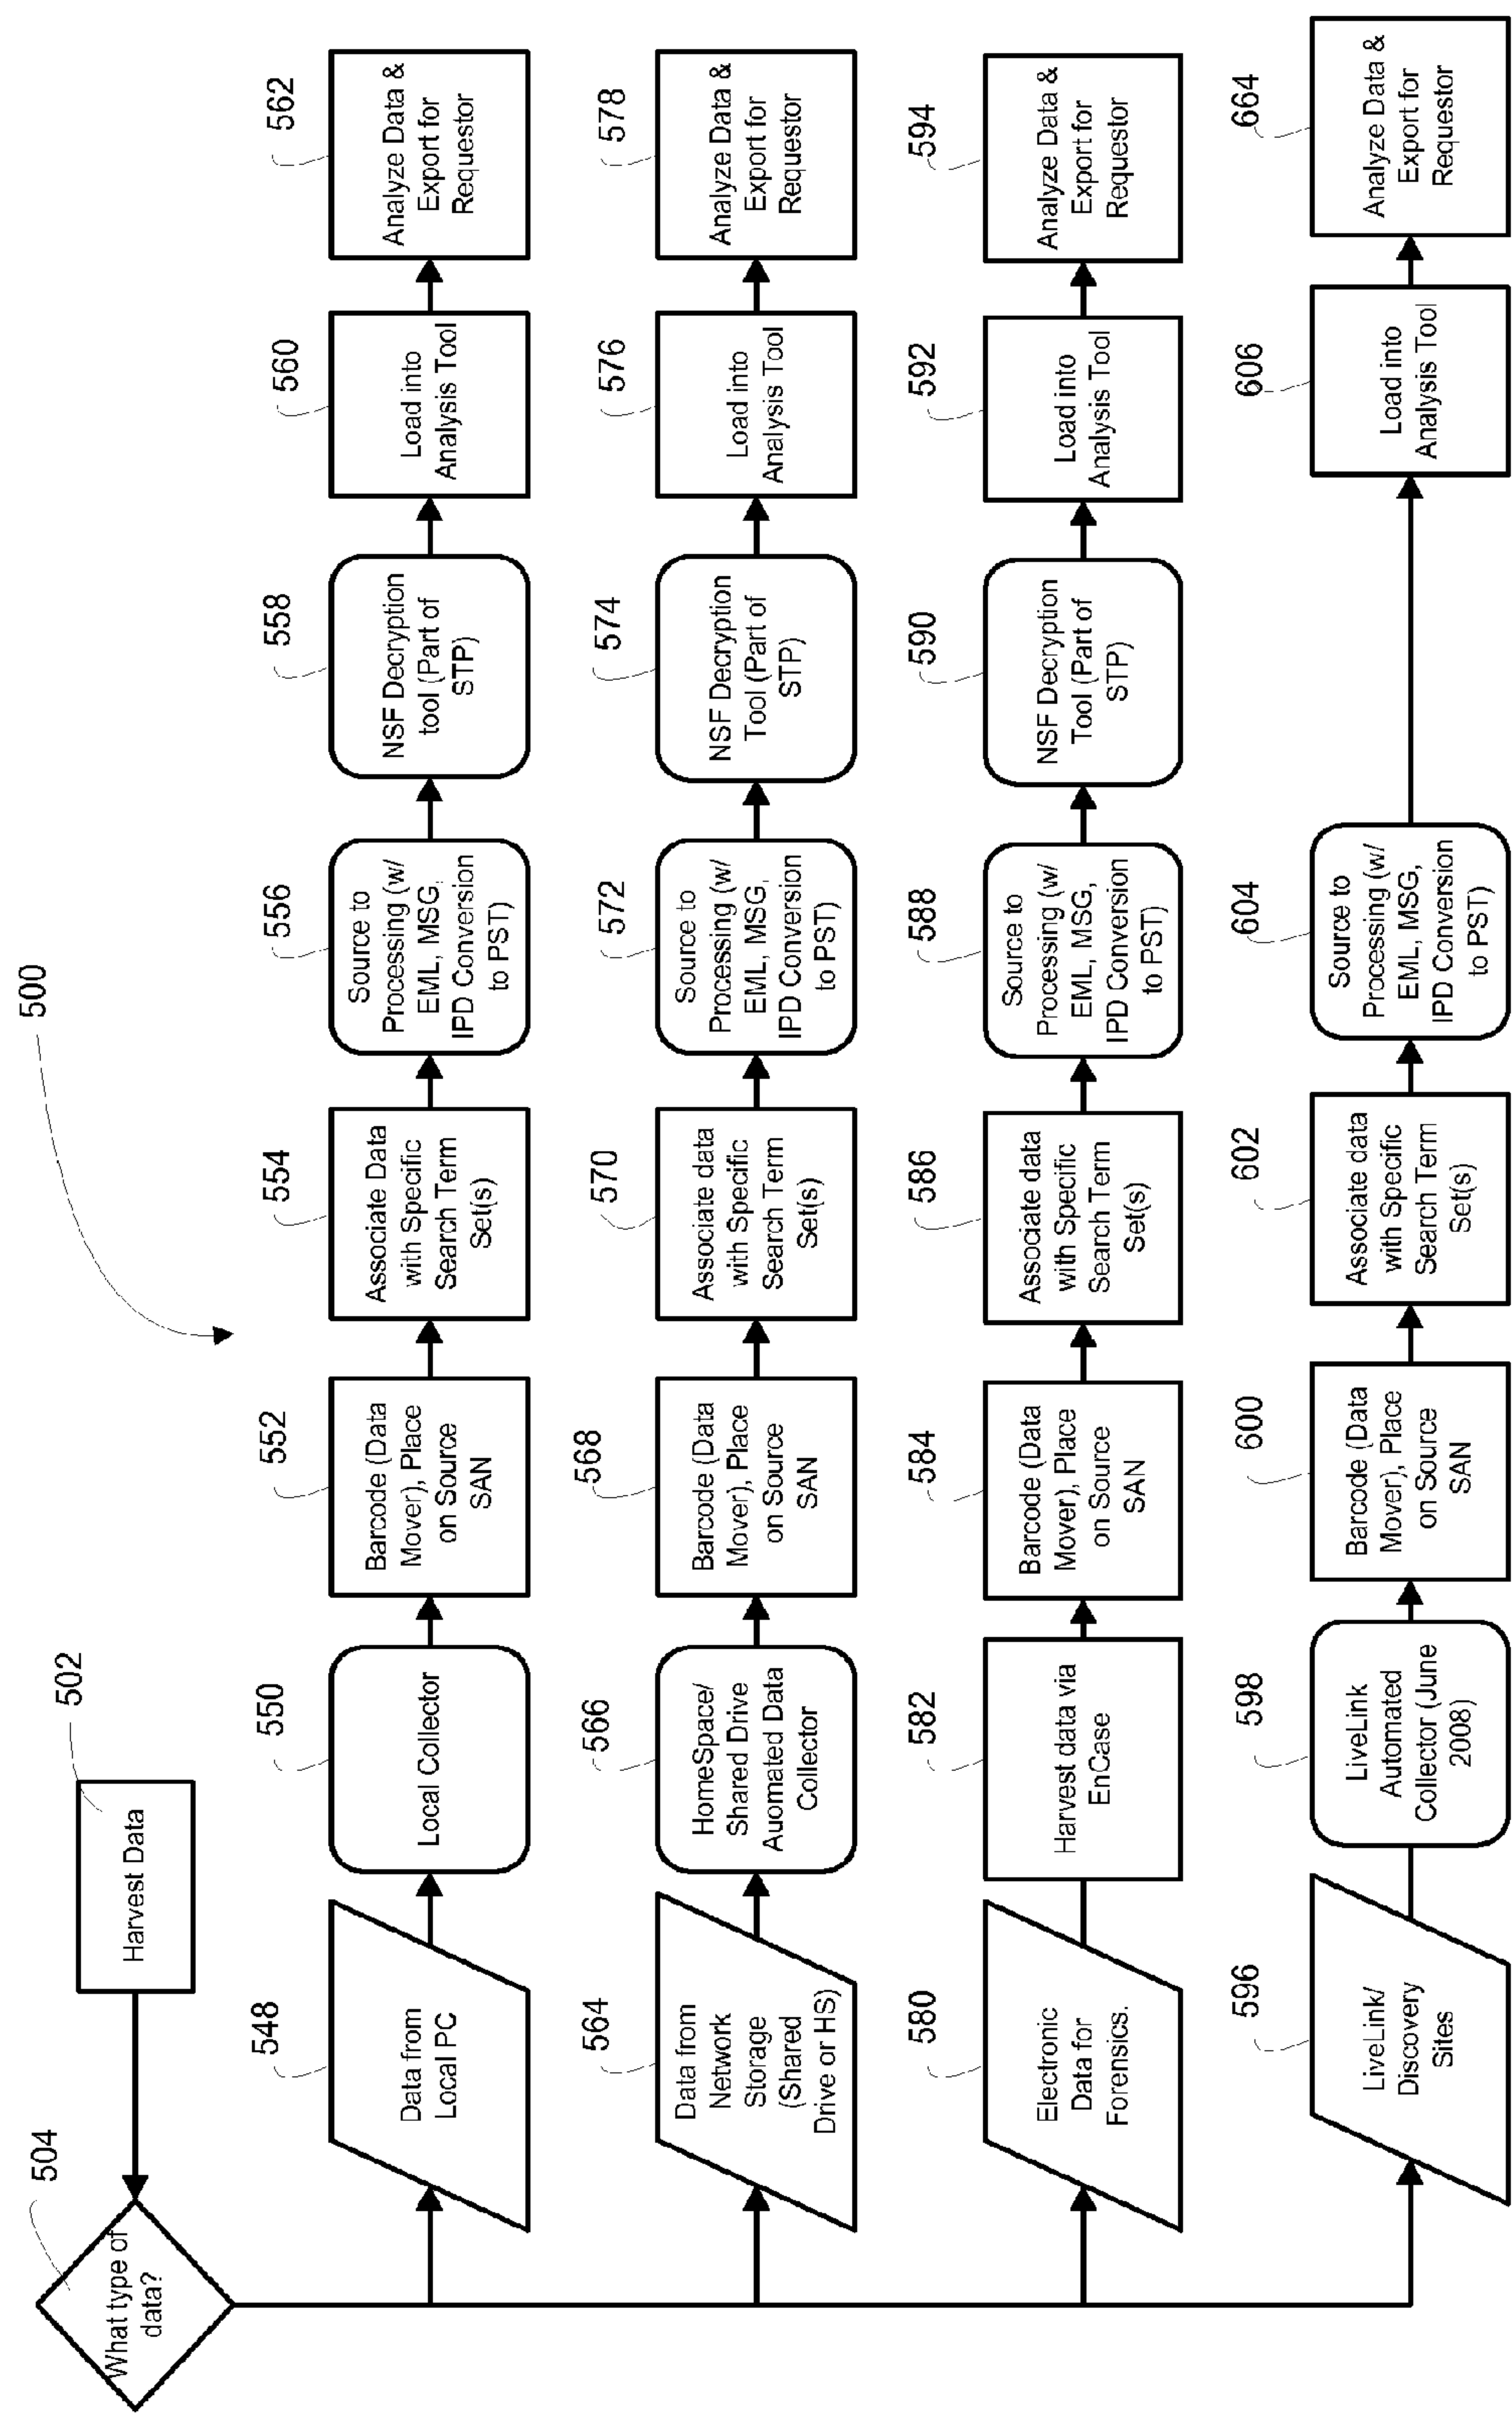 500
504
What type of
data?
502
Harvest Data
548
Data from
Local PC
550
Local Collector
552
Barcode (Data
Mover), Place
on Source
SAN
554
Associate Data
with Specific
Search Term
Set(s)
556
Source to
Processing (w/
EML, MSG,
IPD Conversion
to PST)
558
NSF Decryption
tool (Part of
STP)
560
Load into
Analysis Tool
562
Analyze Data &
Export for
Requestor
564
Data from
Network
Storage
(Shared
Drive or HS)
566
HomeSpace/
Shared Drive
Auomated Data
Collector
568
Barcode (Data
Mover), Place
on Source
SAN
570
Associate data
with Specific
Search Term
Set(s)
572
Source to
Processing (w/
EML, MSG,
IPD Conversion
to PST)
574
NSF Decryption
Tool (Part of
STP)
576
Load into
Analysis Tool
578
Analyze Data &
Export for
Requestor
580
Electronic
Data for
Forensics.
582
Harvest data via
EnCase
584
Barcode (Data
Mover), Place
on Source
SAN
586
Associate data
with Specific
Search Term
Set(s)
588
Source to
Processing (w/
EML, MSG,
IPD Conversion
to PST)
590
NSF Decryption
Tool (Part of
STP)
592
Load into
Analysis Tool
594
Analyze Data &
Export for
Requestor
596
LiveLink/
Discovery
Sites
598
LiveLink
Automated
Collector (June
2008)
600
Barcode (Data
Mover), Place
on Source
SAN
602
Associate data
with Specific
Search Term
Set(s)
604
Source to
Processing (w/
EML, MSG,
IPD Conversion
to PST)
606
Load into
Analysis Tool
664
Analyze Data &
Export for
Requestor